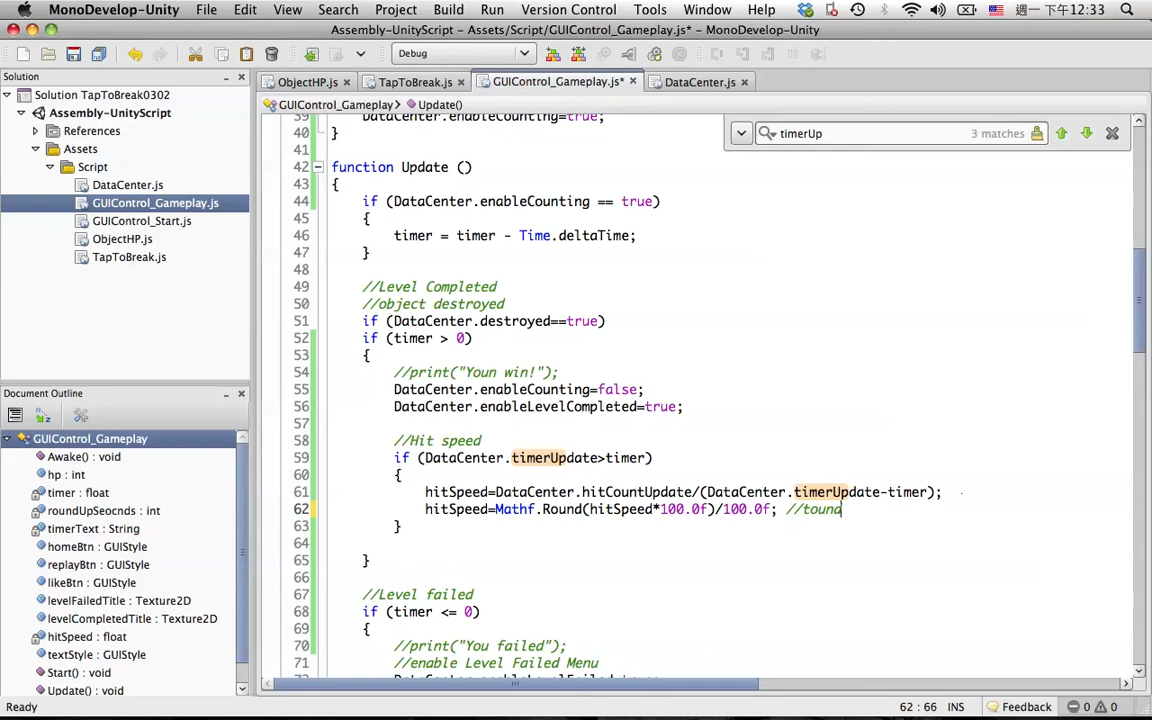 MonoDevelop-Unity File Edit View Search Project Build Run Version Control Tools Window Help 週一 下午12:33
Assembly-UnityScript - Assets/Script/GUIControl_Gameplay.js* - MonoDevelop-Unity
Debug
Solution
Solution TapToBreak0302
Assembly-UnityScript
References
Assets
Script
DataCenter.js
GUIControl_Gameplay.js
GUIControl_Start.js
ObjectHP.js
TapToBreak.js
Document Outline
GUIControl_Gameplay
Awake() : void
hp : int
timer : float
roundUpSeocnds : int
timerText : String
homeBtn : GUIStyle
replayBtn : GUIStyle
likeBtn : GUIStyle
levelFailedTitle : Texture2D
levelCompletedTitle : Texture2D
hitSpeed : float
textStyle : GUIStyle
Start() : void
Update() : void
ObjectHP.js TapToBreak.js GUIControl_Gameplay.js* DataCenter.js
GUIControl_Gameplay Update()
timerUp 3 matches
39 DataCenter.enableCounting=true;
40 }
41
42 function Update ()
43 {
44 if (DataCenter.enableCounting == true)
45 {
46 timer = timer - Time.deltaTime;
47 }
48
49 //Level Completed
50 //object destroyed
51 if (DataCenter.destroyed==true)
52 if (timer > 0)
53 {
54 //print("Youn win!");
55 DataCenter.enableCounting=false;
56 DataCenter.enableLevelCompleted=true;
57
58 //Hit speed
59 if (DataCenter.timerUpdate>timer)
60 {
61 hitSpeed=DataCenter.hitCountUpdate/(DataCenter.timerUpdate-timer);
62 hitSpeed=Mathf.Round(hitSpeed*100.0f)/100.0f; //tound
63 }
64
65 }
66
67 //Level failed
68 if (timer <= 0)
69 {
70 //print("You failed");
71 //enable Level Failed Menu
72
Ready 62 : 66 INS Feedback 0 0